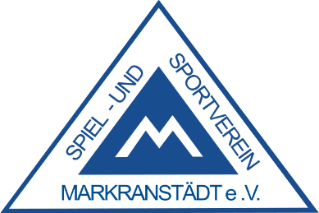 SPIEL - UND
SPORTVEREIN
M
MARKRANSTÄDT e.V.